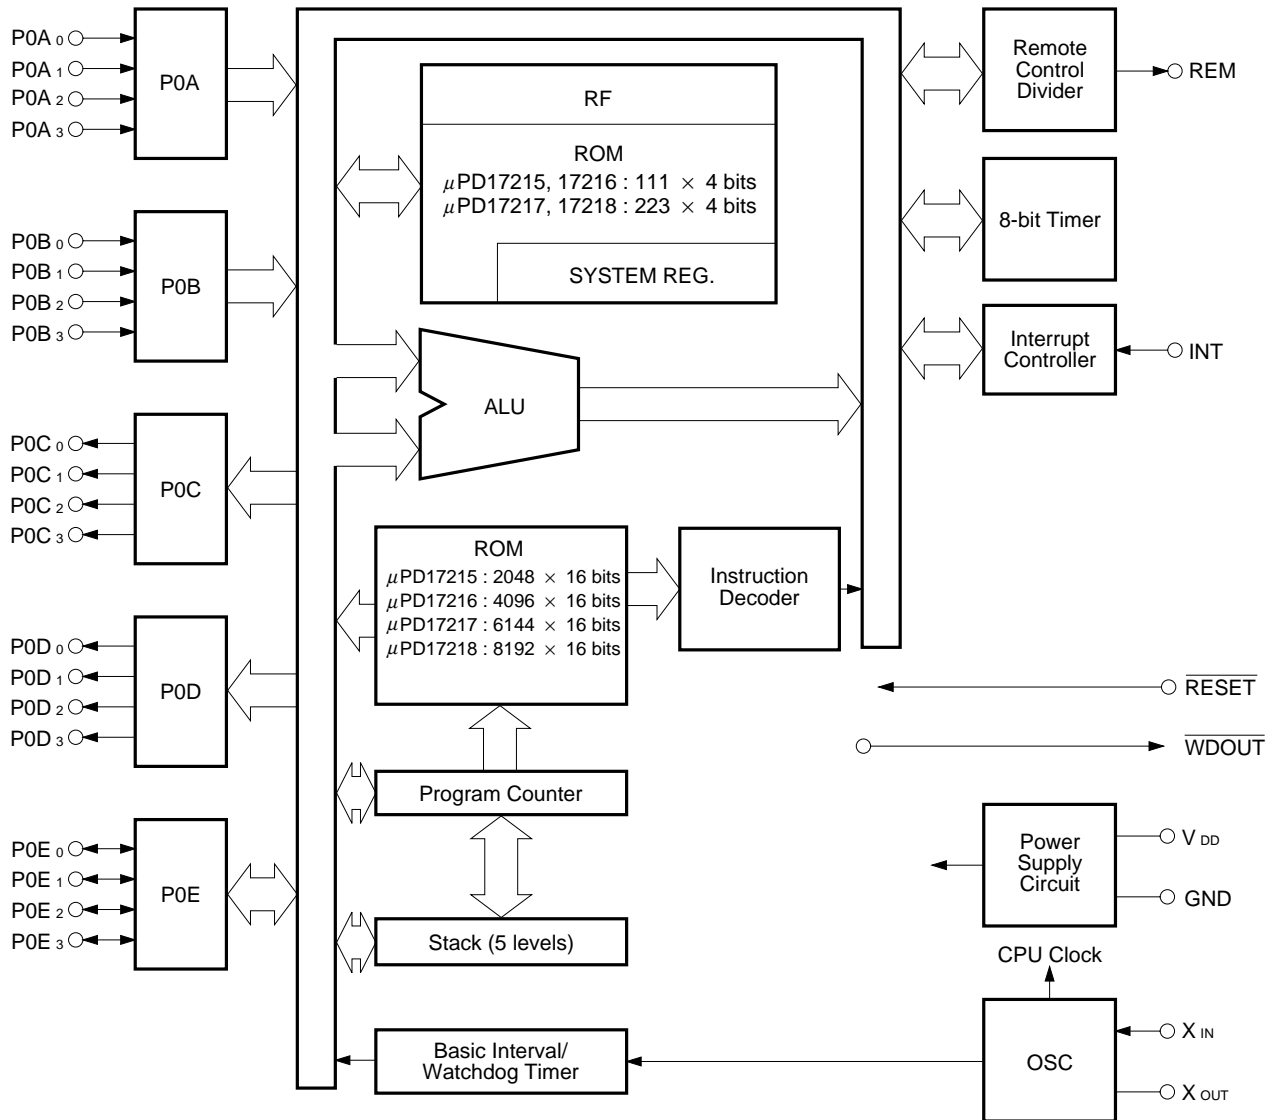 P0A 0
P0A 1
P0A 2
P0A 3
P0A
P0B 0
P0B 1
P0B 2
P0B 3
P0B
P0C 0
P0C 1
P0C 2
P0C 3
P0C
P0D 0
P0D 1
P0D 2
P0D 3
P0D
P0E 0
P0E 1
P0E 2
P0E 3
P0E
RF
ROM
μPD17215, 17216 : 111 × 4 bits
μPD17217, 17218 : 223 × 4 bits
SYSTEM REG.
ALU
ROM
μPD17215 : 2048 × 16 bits
μPD17216 : 4096 × 16 bits
μPD17217 : 6144 × 16 bits
μPD17218 : 8192 × 16 bits
Instruction
Decoder
Program Counter
Stack (5 levels)
Basic Interval/
Watchdog Timer
Remote
Control
Divider
REM
8-bit Timer
Interrupt
Controller
INT
RESET
WDOUT
Power
Supply
Circuit
V DD
GND
CPU Clock
OSC
X IN
X OUT